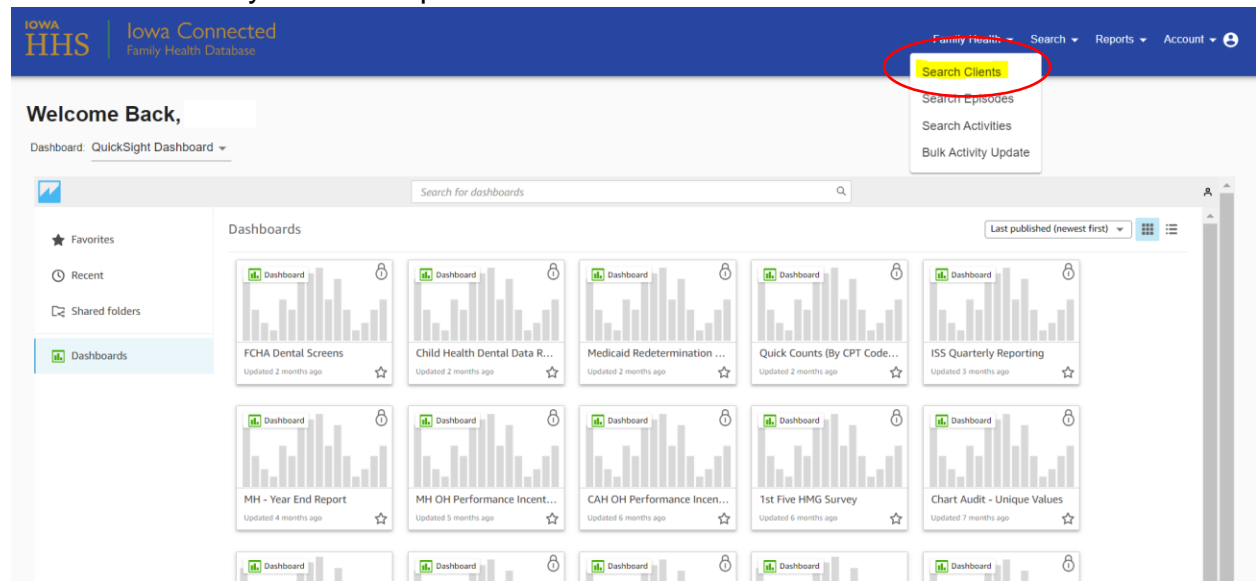 IOWA
HHS
Iowa Connected
Family Health Database
Family Health
Search
Reports
Account
Search Clients
Search Episodes
Search Activities
Bulk Activity Update
Welcome Back,
Dashboard: QuickSight Dashboard
Search for dashboards
Favorites
Recent
Shared folders
Dashboards
Dashboards
Last published (newest first)
Dashboard
FCHA Dental Screens
Updated 2 months ago
Dashboard
Child Health Dental Data R...
Updated 2 months ago
Dashboard
Medicaid Redetermination ...
Updated 2 months ago
Dashboard
Quick Counts (By CPT Code...
Updated 2 months ago
Dashboard
ISS Quarterly Reporting
Updated 3 months ago
Dashboard
MH - Year End Report
Updated 4 months ago
Dashboard
MH OH Performance Incent...
Updated 5 months ago
Dashboard
CAH OH Performance Incen...
Updated 6 months ago
Dashboard
1st Five HMG Survey
Updated 6 months ago
Dashboard
Chart Audit - Unique Values
Updated 7 months ago
Dashboard
Dashboard
Dashboard
Dashboard
Dashboard